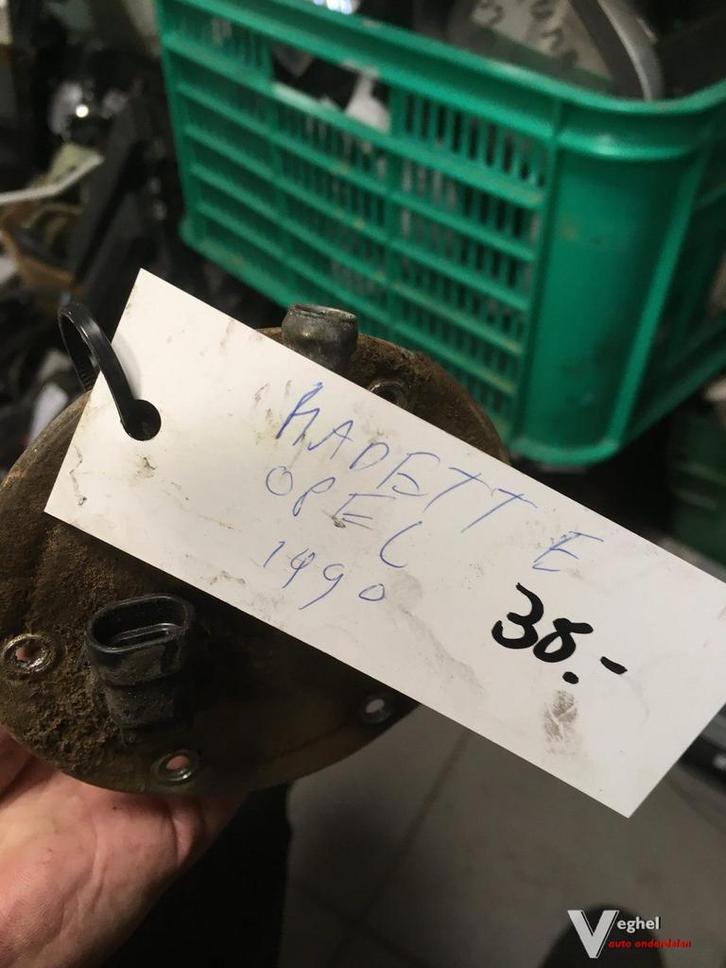 KADETT E
OPEL
1990
38.-
Veghel
auto onderdelen